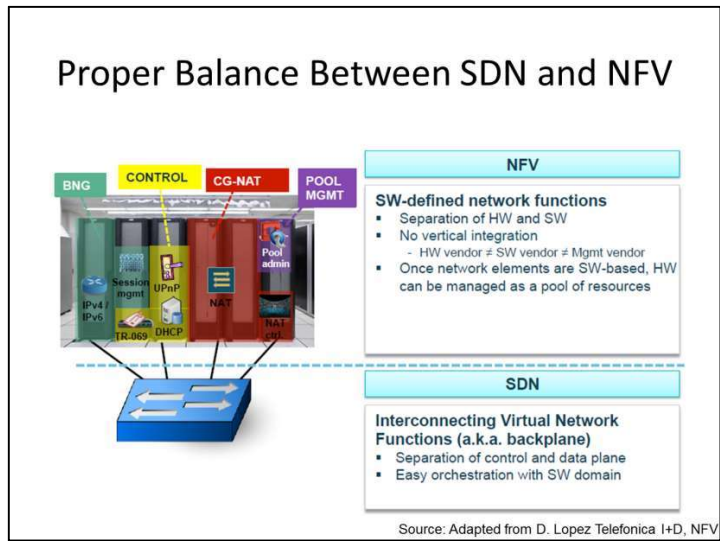 Proper Balance Between SDN and NFV
BNG
CONTROL
CG-NAT
POOL
MGMT
IPv4 /
IPv6
Session
mgmt
TR-069
UPnP
DHCP
NAT
Pool
admin
NAT
ctrl.
NFV
SW-defined network functions
▪ Separation of HW and SW
▪ No vertical integration
- HW vendor ≠ SW vendor ≠ Mgmt vendor
▪ Once network elements are SW-based, HW
can be managed as a pool of resources
SDN
Interconnecting Virtual Network
Functions (a.k.a. backplane)
▪ Separation of control and data plane
▪ Easy orchestration with SW domain
Source: Adapted from D. Lopez Telefonica I+D, NFV